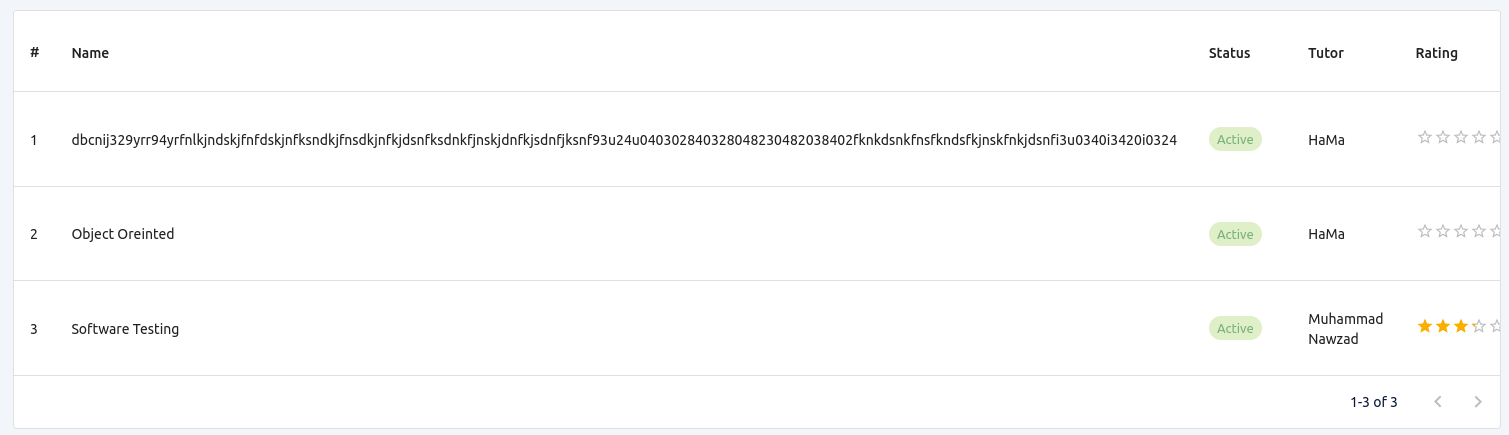 # Name Status Tutor Rating
1 dbcnij329yrr94yrfnlkjndskjfnfdskjnfksndkjfnsdkjnfkjdsnfksdnkfjnskjdnfkjsdnfjksnf93u24u040302840328048230482038402fknkdsnkfnsfkndsfkjnskfnkjdsnfi3u0340i3420i0324 Active HaMa
2 Object Oreinted Active HaMa
3 Software Testing Active Muhammad
Nawzad
1-3 of 3